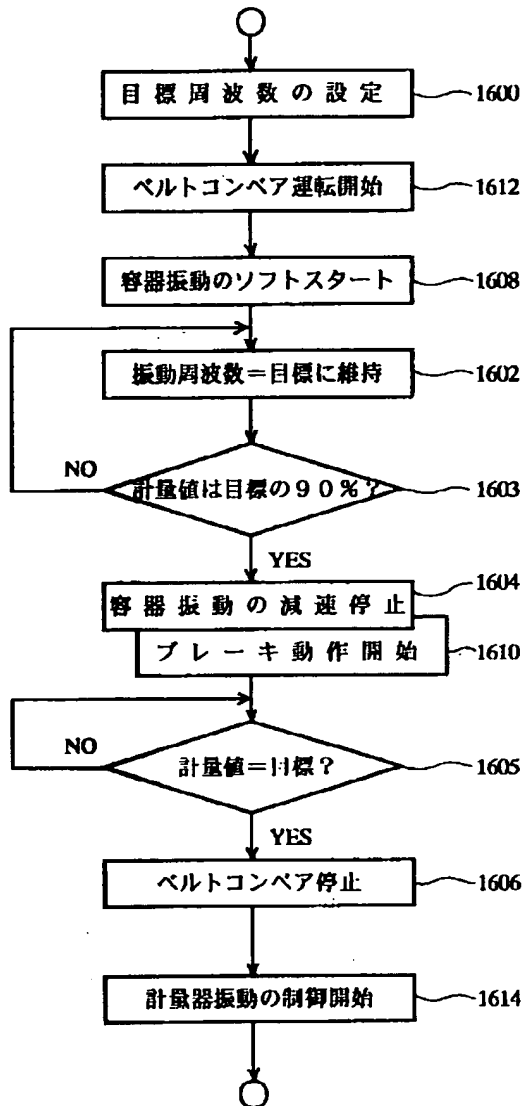 目標周波数の設定 1600
ベルトコンベア運転開始 1612
容器振動のソフトスタート 1608
振動周波数=目標に維持 1602
NO
計量値は目標の90%? 1603
YES
容器振動の減速停止 1604
ブレーキ動作開始 1610
NO
計量値=目標? 1605
YES
ベルトコンベア停止 1606
計量器振動の制御開始 1614